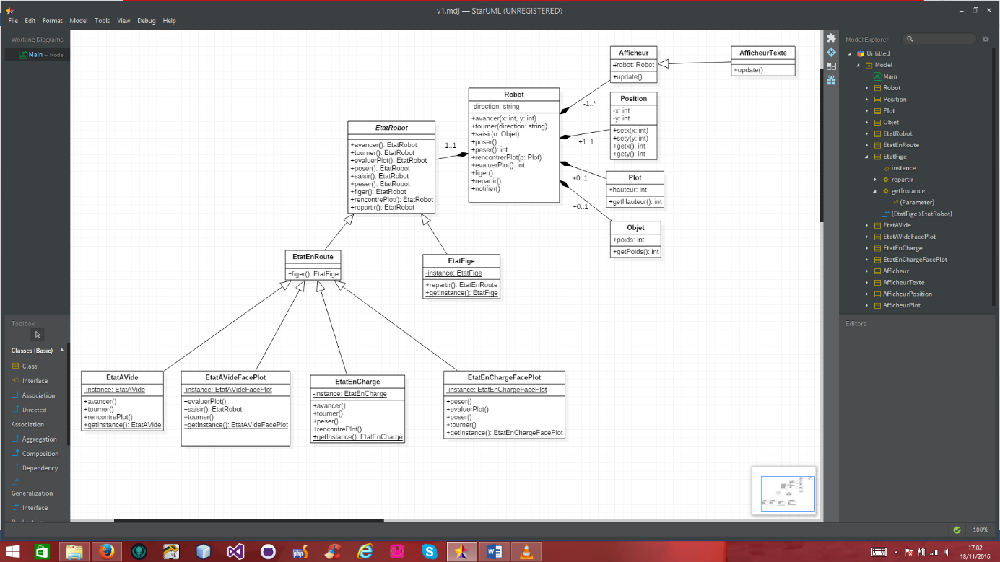 v1.mdj — StarUML (UNREGISTERED)
File Edit Format Model Tools View Debug Help
Working Diagrams
Main — Model
Toolbox
Classes (Basic)
Class
Interface
Association
Directed
Association
Aggregation
Composition
Dependency
Generalization
Interface
Realization
Afficheur
#robot: Robot
+update()
AfficheurTexte
+update()
Robot
-direction: string
+avancer(x: int, y: int)
+tourner(direction: string)
+saisir(o: Objet)
+poser()
+peser(): int
+rencontrerPlot(p: Plot)
+evaluerPlot(): int
+figer()
+repartir()
+notifier()
-1..*
+1..1
+0..1
+0..1
-1..1
Position
-x: int
-y: int
+setx(x: int)
+sety(y: int)
+getx(): int
+gety(): int
Plot
+hauteur: int
+getHauteur(): int
Objet
+poids: int
+getPoids(): int
EtatRobot
+avancer(): EtatRobot
+tourner(): EtatRobot
+evaluerPlot(): EtatRobot
+poser(): EtatRobot
+saisir(): EtatRobot
+peser(): EtatRobot
+figer(): EtatRobot
+rencontrePlot(): EtatRobot
+repartir(): EtatRobot
EtatEnRoute
+figer(): EtatFige
EtatFige
-instance: EtatFige
+repartir(): EtatEnRoute
+getInstance(): EtatFige
EtatAVide
-instance: EtatAVide
+avancer()
+tourner()
+rencontrePlot()
+getInstance(): EtatAVide
EtatAVideFacePlot
-instance: EtatAVideFacePlot
+evaluerPlot()
+saisir(): EtatRobot
+tourner()
+getInstance(): EtatAVideFacePlot
EtatEnCharge
-instance: EtatEnCharge
+avancer()
+tourner()
+peser()
+rencontrePlot()
+getInstance(): EtatEnCharge
EtatEnChargeFacePlot
-instance: EtatEnChargeFacePlot
+peser()
+evaluerPlot()
+poser()
+tourner()
+getInstance(): EtatEnChargeFacePlot
Model Explorer
Untitled
Model
Main
Robot
Position
Plot
Objet
EtatRobot
EtatEnRoute
EtatFige
instance
repartir
getInstance
(Parameter)
(EtatFige→EtatRobot)
EtatAVide
EtatAVideFacePlot
EtatEnCharge
EtatEnChargeFacePlot
Afficheur
AfficheurTexte
AfficheurPosition
AfficheurPlot
Editors
100%
php
17:02
18/11/2016